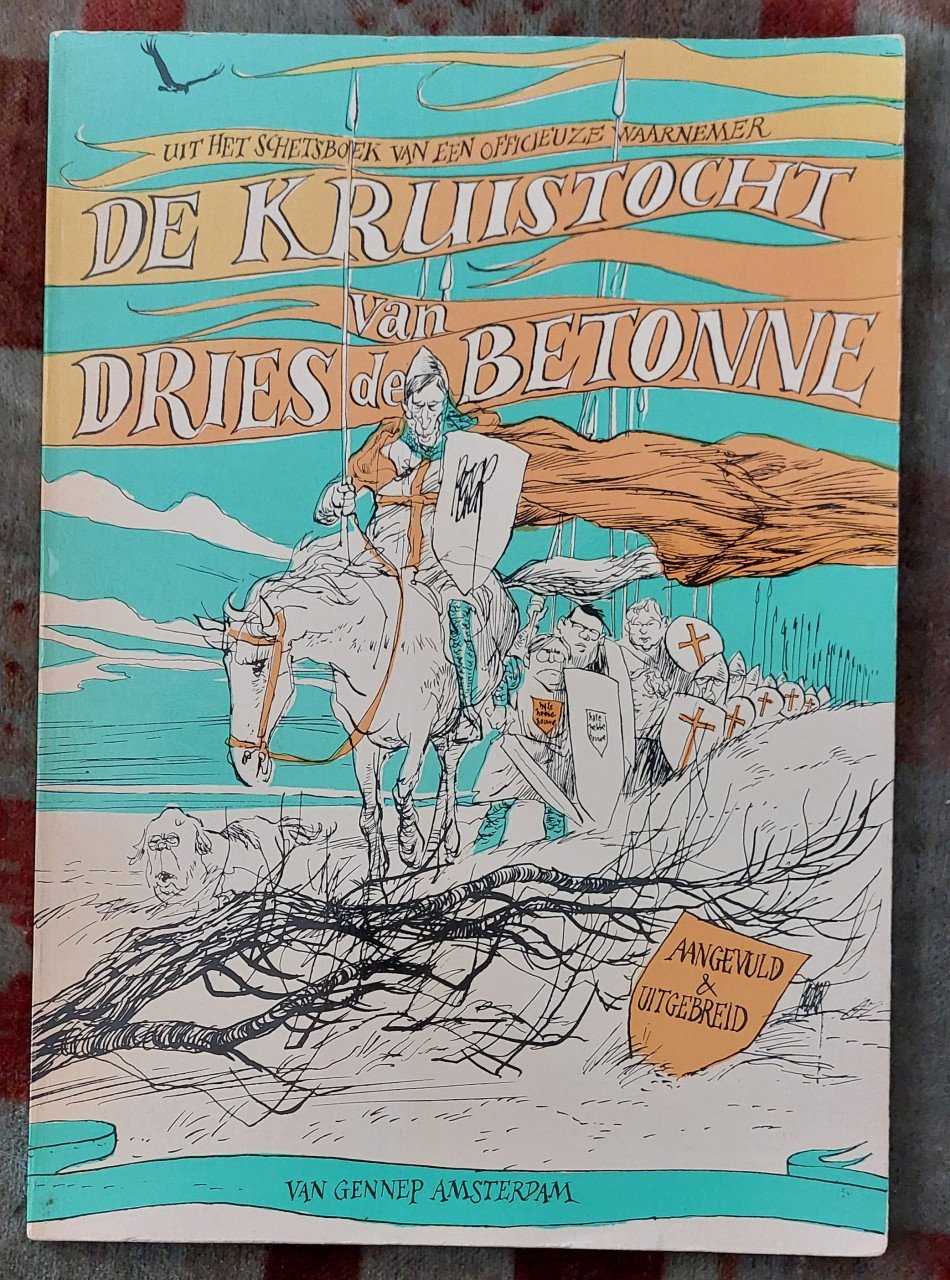 UIT HET SCHETSBOEK VAN EEN OFFICIEUZE WAARNEMER
DE KRUISTOCHT
van
DRIES de BETONNE
AANGEVULD
&
UITGEBREID
VAN GENNEP AMSTERDAM